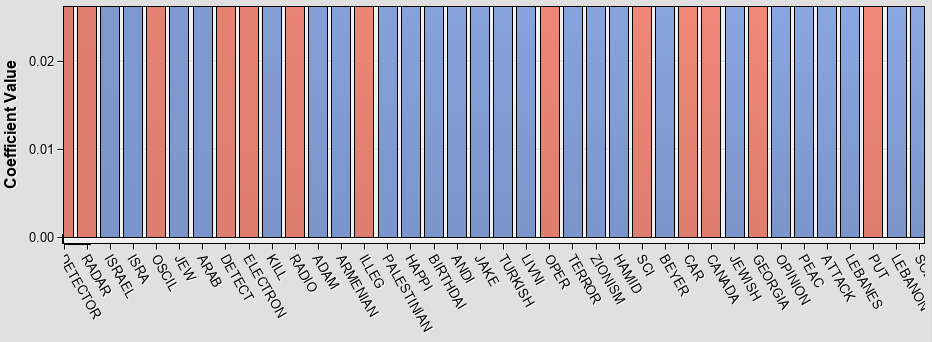 Coefficient Value
0.02
0.01
0.00
DETECTOR
RADAR
ISRAEL
ISRA
OSCIL
JEW
ARAB
DETECT
ELECTRON
KILL
RADIO
ADAM
ARMENIAN
ILLEG
PALESTINIAN
HAPPI
BIRTHDAI
ANDI
JAKE
TURKISH
LIVNI
OPER
TERROR
ZIONISM
HAMID
SCI
BEYER
CAR
CANADA
JEWISH
GEORGIA
OPINION
PEAC
ATTACK
LEBANES
PUT
LEBANON